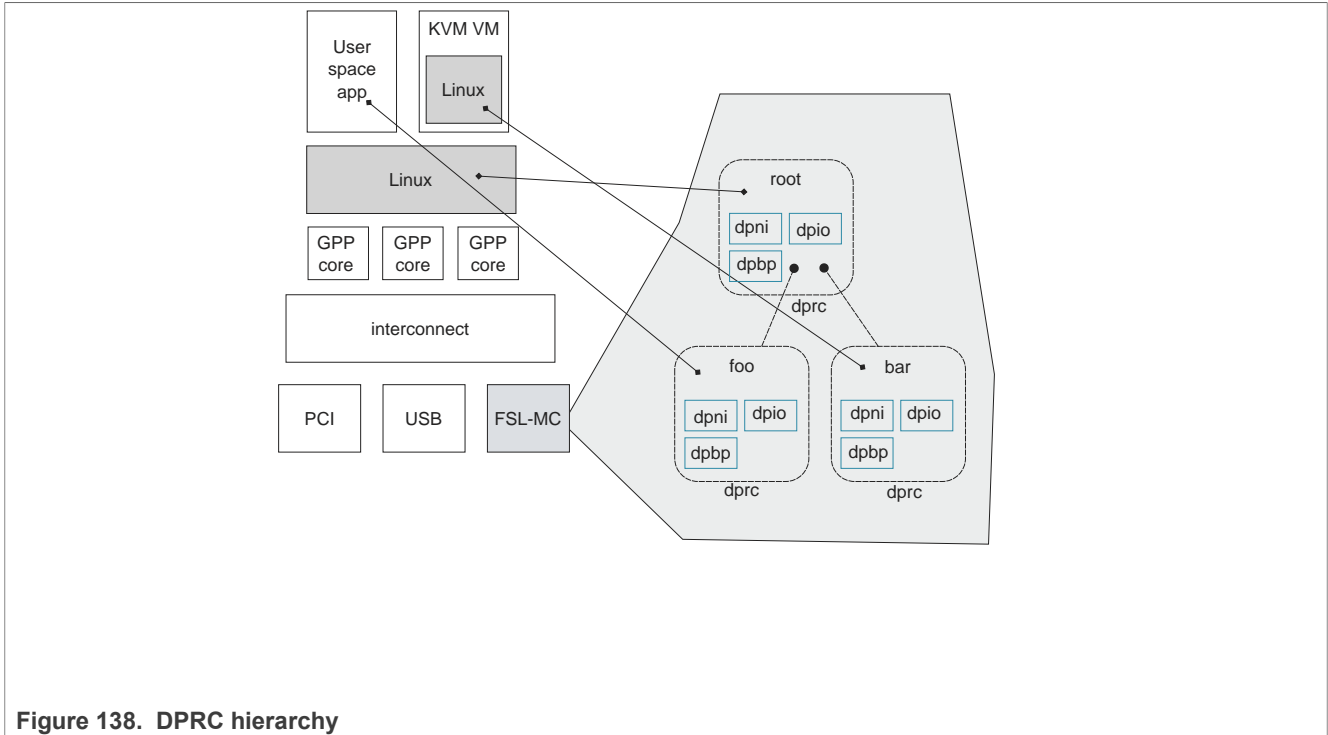 User
space
app
KVM VM
Linux
Linux
GPP
core
GPP
core
GPP
core
interconnect
PCI
USB
FSL-MC
root
dpni
dpio
dpbp
dprc
foo
dpni
dpio
dpbp
dprc
bar
dpni
dpio
dpbp
dprc
Figure 138. DPRC hierarchy